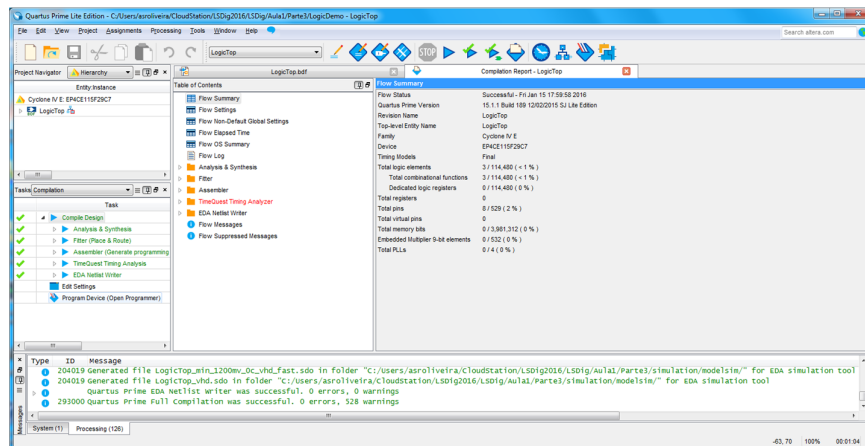 Quartus Prime Lite Edition - C:/Users/asroliveira/CloudStation/LSDig2016/LSDig/Aula1/Parte3/LogicDemo - LogicTop
File Edit View Project Assignments Processing Tools Window Help
Search altera.com
LogicTop
Project Navigator Hierarchy
Entity:Instance
Cyclone IV E: EP4CE115F29C7
LogicTop
Tasks Compilation
Task
Compile Design
Analysis & Synthesis
Fitter (Place & Route)
Assembler (Generate programming
TimeQuest Timing Analysis
EDA Netlist Writer
Edit Settings
Program Device (Open Programmer)
LogicTop.bdf
Compilation Report - LogicTop
Table of Contents
Flow Summary
Flow Settings
Flow Non-Default Global Settings
Flow Elapsed Time
Flow OS Summary
Flow Log
Analysis & Synthesis
Fitter
Assembler
TimeQuest Timing Analyzer
EDA Netlist Writer
Flow Messages
Flow Suppressed Messages
Flow Summary
Flow Status Successful - Fri Jan 15 17:59:58 2016
Quartus Prime Version 15.1.1 Build 189 12/02/2015 SJ Lite Edition
Revision Name LogicTop
Top-level Entity Name LogicTop
Family Cyclone IV E
Device EP4CE115F29C7
Timing Models Final
Total logic elements 3 / 114,480 ( < 1 % )
Total combinational functions 3 / 114,480 ( < 1 % )
Dedicated logic registers 0 / 114,480 ( 0 % )
Total registers 0
Total pins 8 / 529 ( 2 % )
Total virtual pins 0
Total memory bits 0 / 3,981,312 ( 0 % )
Embedded Multiplier 9-bit elements 0 / 532 ( 0 % )
Total PLLs 0 / 4 ( 0 % )
Type ID Message
204019 Generated file LogicTop_min_1200mv_0c_vhd_fast.sdo in folder "C:/Users/asroliveira/CloudStation/LSDig2016/LSDig/Aula1/Parte3/simulation/modelsim/" for EDA simulation tool
204019 Generated file LogicTop_vhd.sdo in folder "C:/Users/asroliveira/CloudStation/LSDig2016/LSDig/Aula1/Parte3/simulation/modelsim/" for EDA simulation tool
Quartus Prime EDA Netlist Writer was successful. 0 errors, 0 warnings
293000 Quartus Prime Full Compilation was successful. 0 errors, 528 warnings
Messages
System (1) Processing (126)
-63, 70 100% 00:01:04